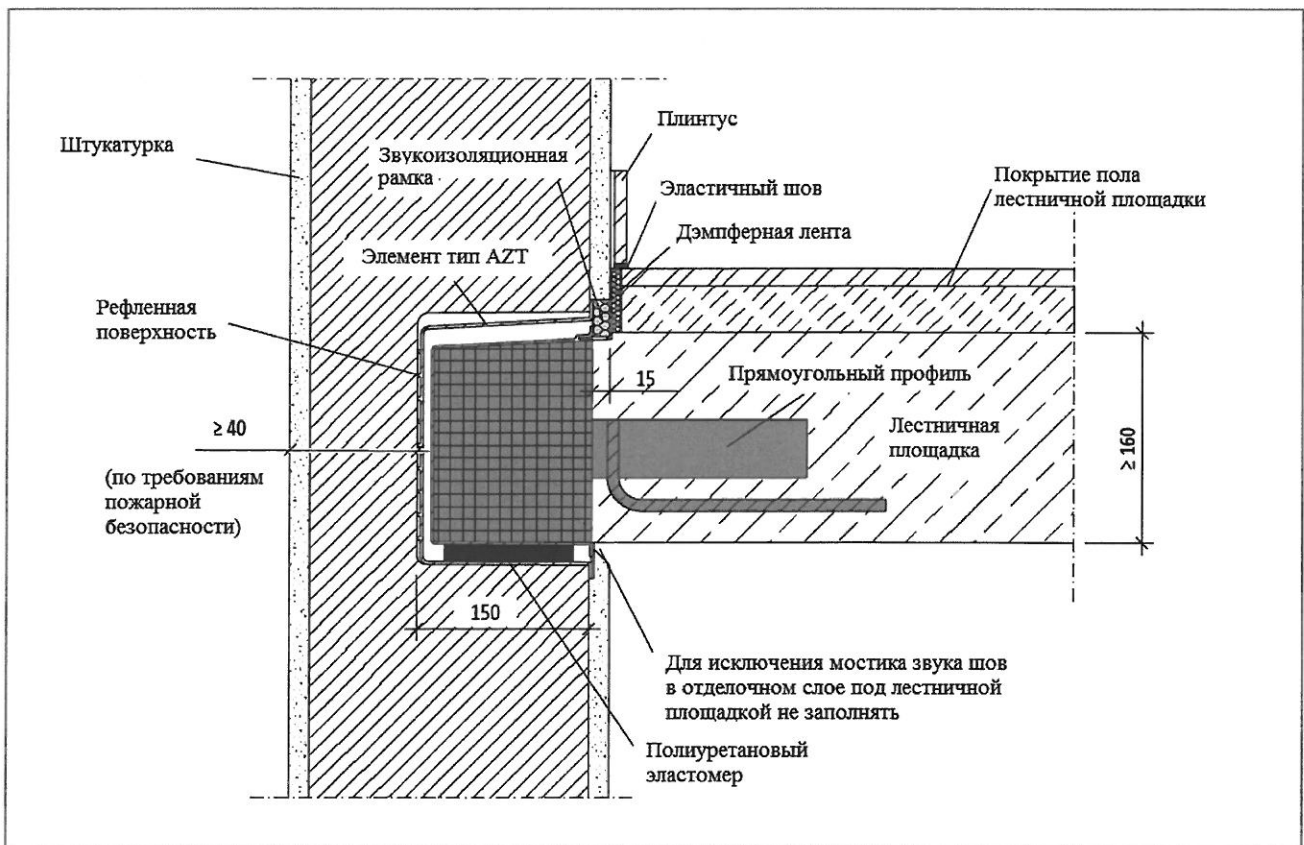 Штукатурка
Звукоизоляционная
рамка
Элемент тип AZT
Рефленная
поверхность
≥ 40
(по требованиям
пожарной
безопасности)
Плинтус
Эластичный шов
Дэмпферная лента
Покрытие пола
лестничной площадки
15
Прямоугольный профиль
Лестничная
площадка
≥ 160
150
Для исключения мостика звука шов
в отделочном слое под лестничной
площадкой не заполнять
Полиуретановый
эластомер